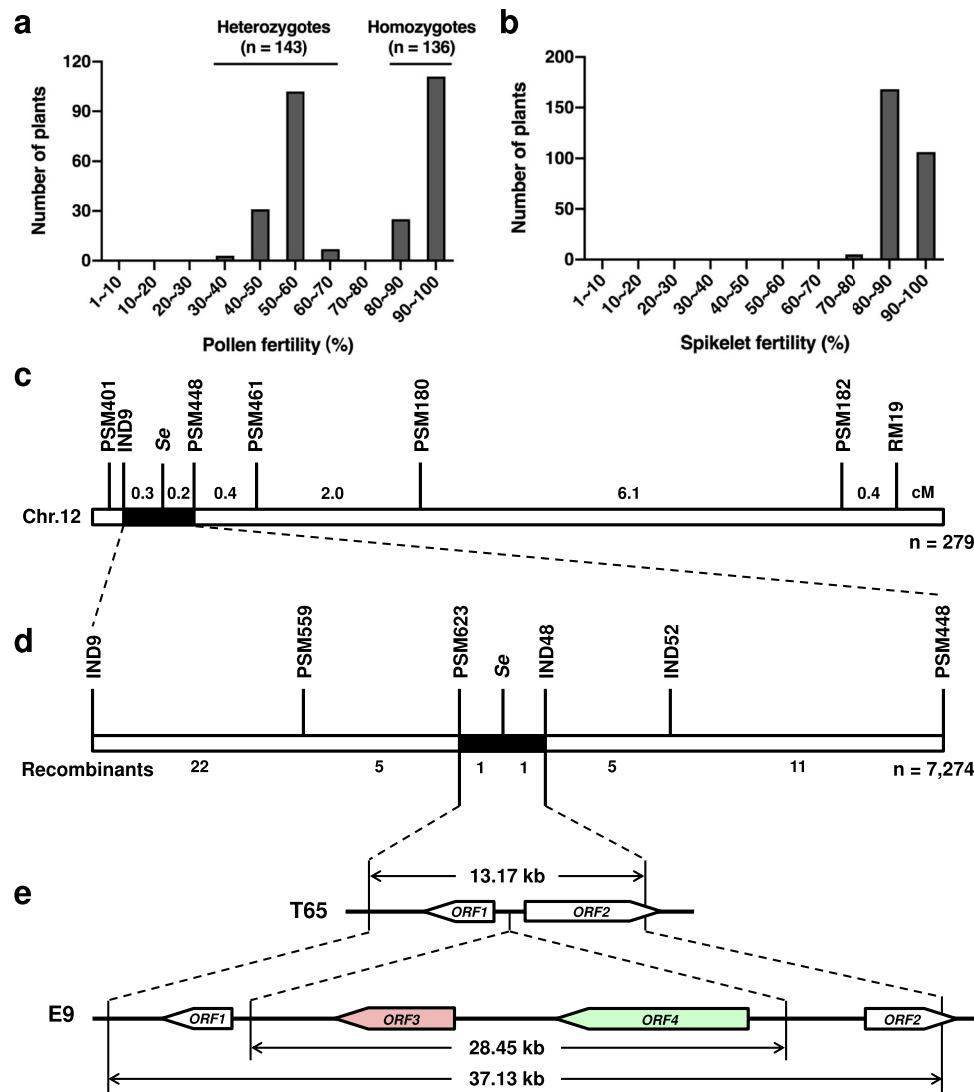 a
Heterozygotes
(n = 143)
Homozygotes
(n = 136)
Number of plants
120
90
60
30
0
1~10
10~20
20~30
30~40
40~50
50~60
60~70
70~80
80~90
90~100
Pollen fertility (%)
b
Number of plants
200
150
100
50
0
1~10
10~20
20~30
30~40
40~50
50~60
60~70
70~80
80~90
90~100
Spikelet fertility (%)
c
PSM401
IND9
Se
PSM448
PSM461
PSM180
PSM182
RM19
0.3 0.2 0.4 2.0 6.1 0.4 cM
Chr.12
n = 279
d
IND9
PSM559
PSM623
Se
IND48
IND52
PSM448
Recombinants 22 5 1 1 5 11 n = 7,274
e
13.17 kb
T65 ORF1 ORF2
E9 ORF1 ORF3 ORF4 ORF2
28.45 kb
37.13 kb